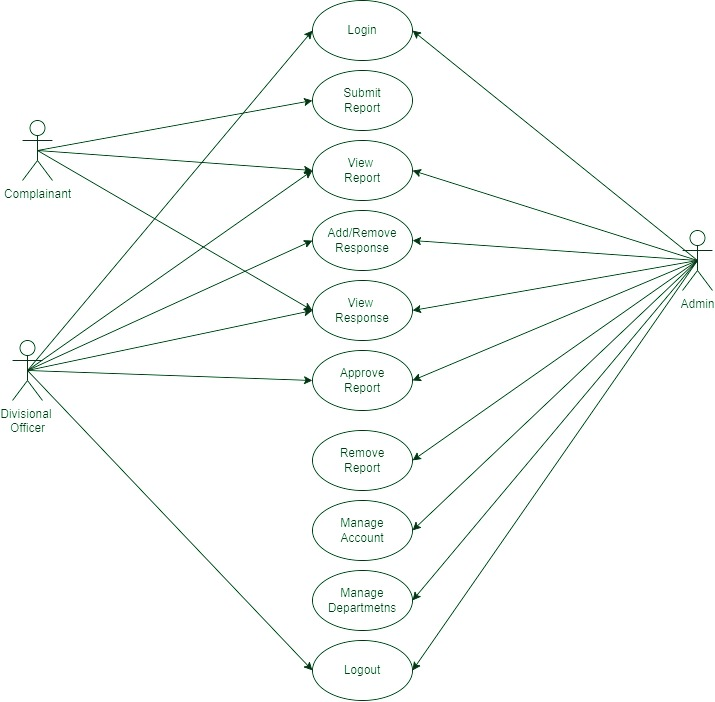 Login
Submit
Report
Complainant
View
Report
Add/Remove
Response
Admin
View
Response
Approve
Report
Divisional
Officer
Remove
Report
Manage
Account
Manage
Departmetns
Logout